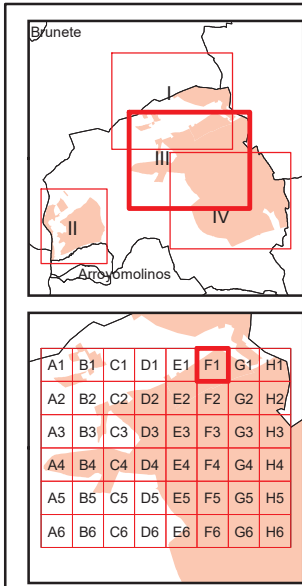 Brunete
I
III
IV
II
Arroyomolinos
A1 B1 C1 D1 E1 F1 G1 H1
A2 B2 C2 D2 E2 F2 G2 H2
A3 B3 C3 D3 E3 F3 G3 H3
A4 B4 C4 D4 E4 F4 G4 H4
A5 B5 C5 D5 E5 F5 G5 H5
A6 B6 C6 D6 E6 F6 G6 H6